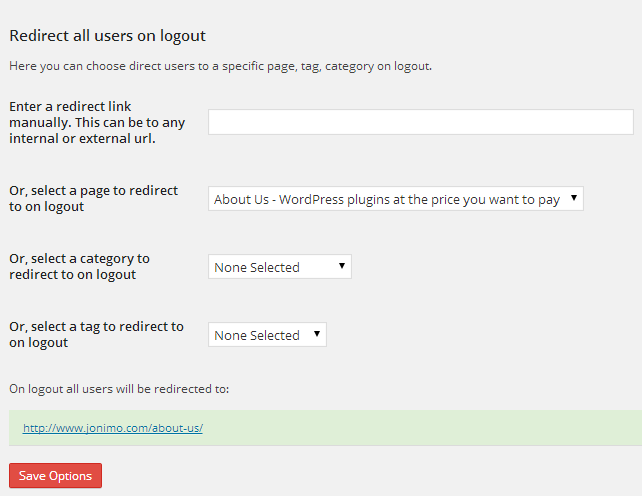 Redirect all users on logout
Here you can choose direct users to a specific page, tag, category on logout.
Enter a redirect link
manually. This can be to any
internal or external url.
Or, select a page to redirect
to on logout
About Us - WordPress plugins at the price you want to pay
Or, select a category to
redirect to on logout
None Selected
Or, select a tag to redirect to
on logout
None Selected
On logout all users will be redirected to:
http://www.jonimo.com/about-us/
Save Options